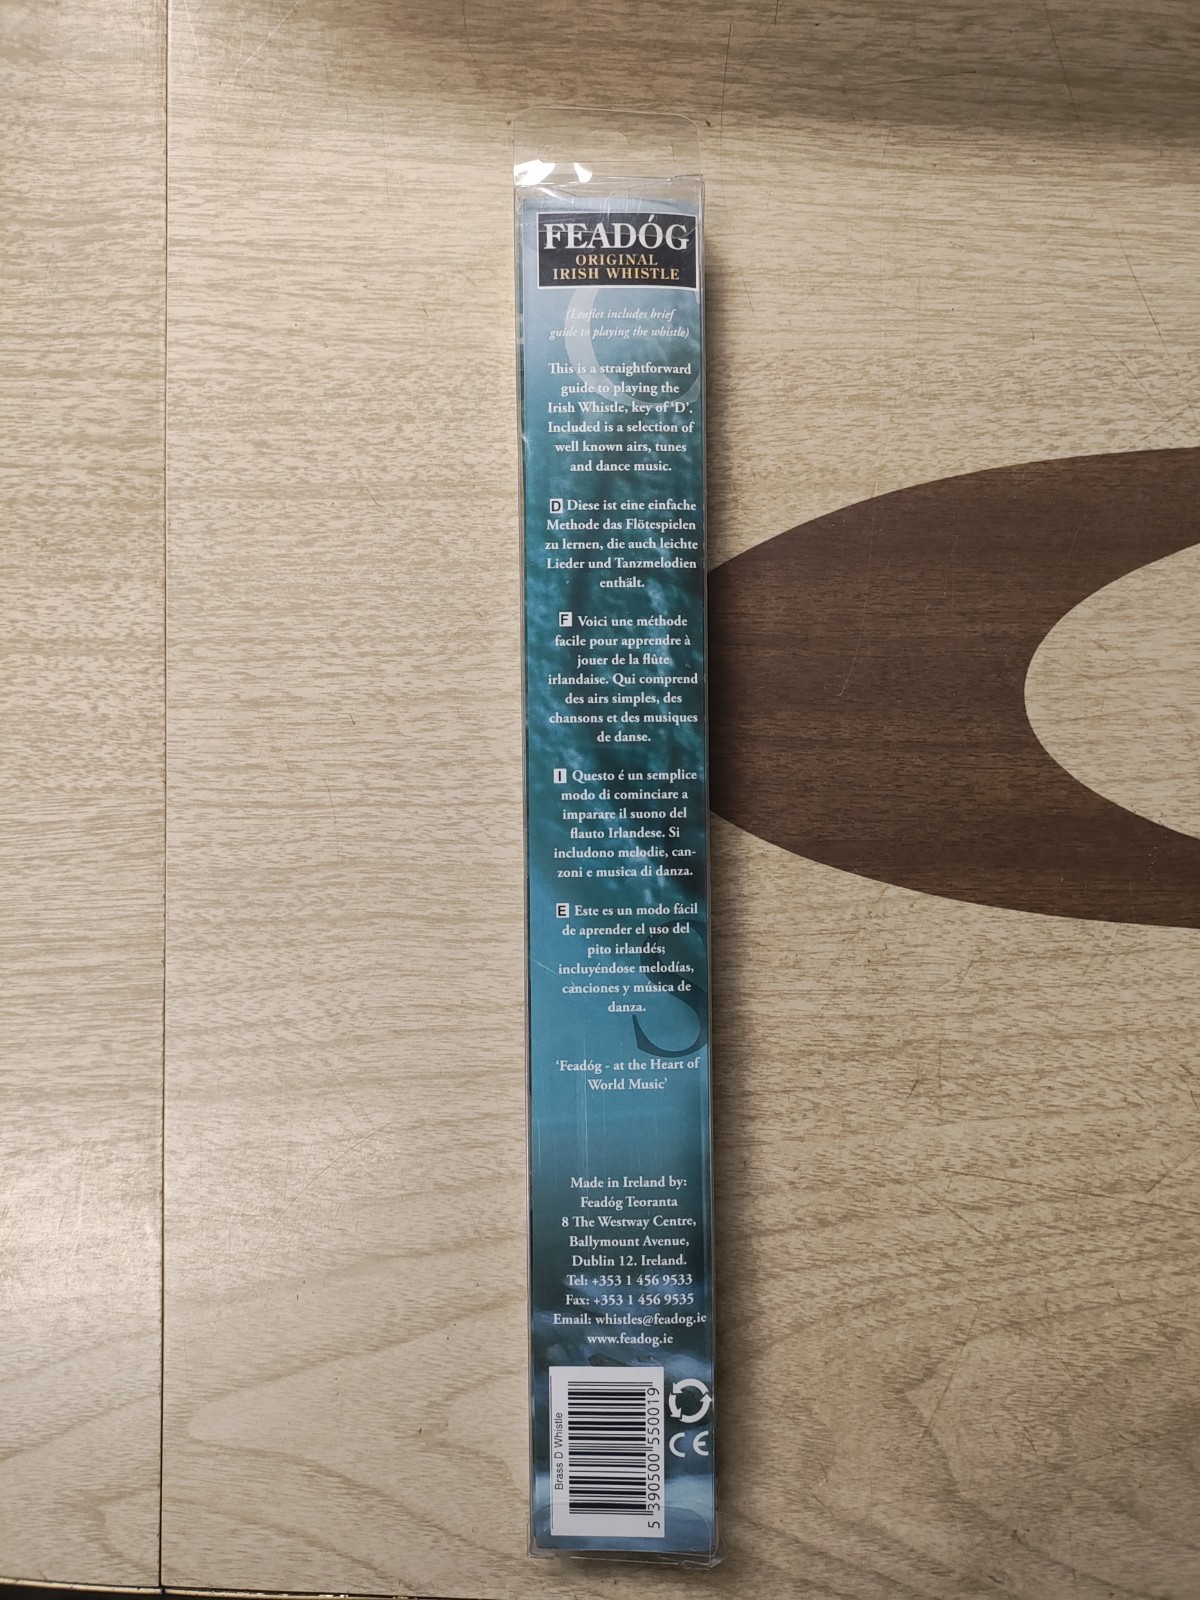 FEADÓG
ORIGINAL
IRISH WHISTLE
(Leaflet includes brief
guide to playing the whistle)
This is a straightforward
guide to playing the
Irish Whistle, key of ‘D’.
Included is a selection of
well known airs, tunes
and dance music.
D Diese ist eine einfache
Methode das Flötespielen
zu lernen, die auch leichte
Lieder und Tanzmelodien
enthält.
F Voici une méthode
facile pour apprendre à
jouer de la flûte
irlandaise. Qui comprend
des airs simples, des
chansons et des musiques
de danse.
I Questo é un semplice
modo di cominciare a
imparare il suono del
flauto Irlandese. Si
includono melodie, can-
zoni e musica di danza.
E Este es un modo fácil
de aprender el uso del
pito irlandés;
incluyéndose melodías,
canciones y música de
danza.
‘Feadóg - at the Heart of
World Music’
Made in Ireland by:
Feadóg Teoranta
8 The Westway Centre,
Ballymount Avenue,
Dublin 12. Ireland.
Tel: +353 1 456 9533
Fax: +353 1 456 9535
Email: whistles@feadog.ie
www.feadog.ie
Brass D Whistle
5 390500 550019
CE